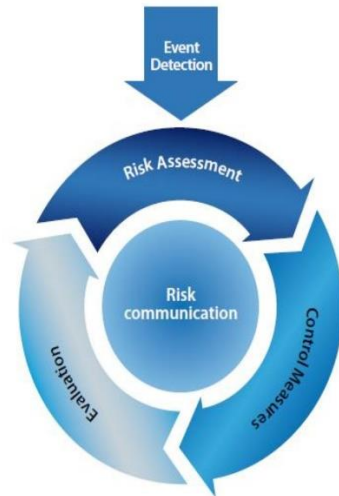 Event
Detection
Risk Assessment
Risk
communication
Control Measures
Evaluation